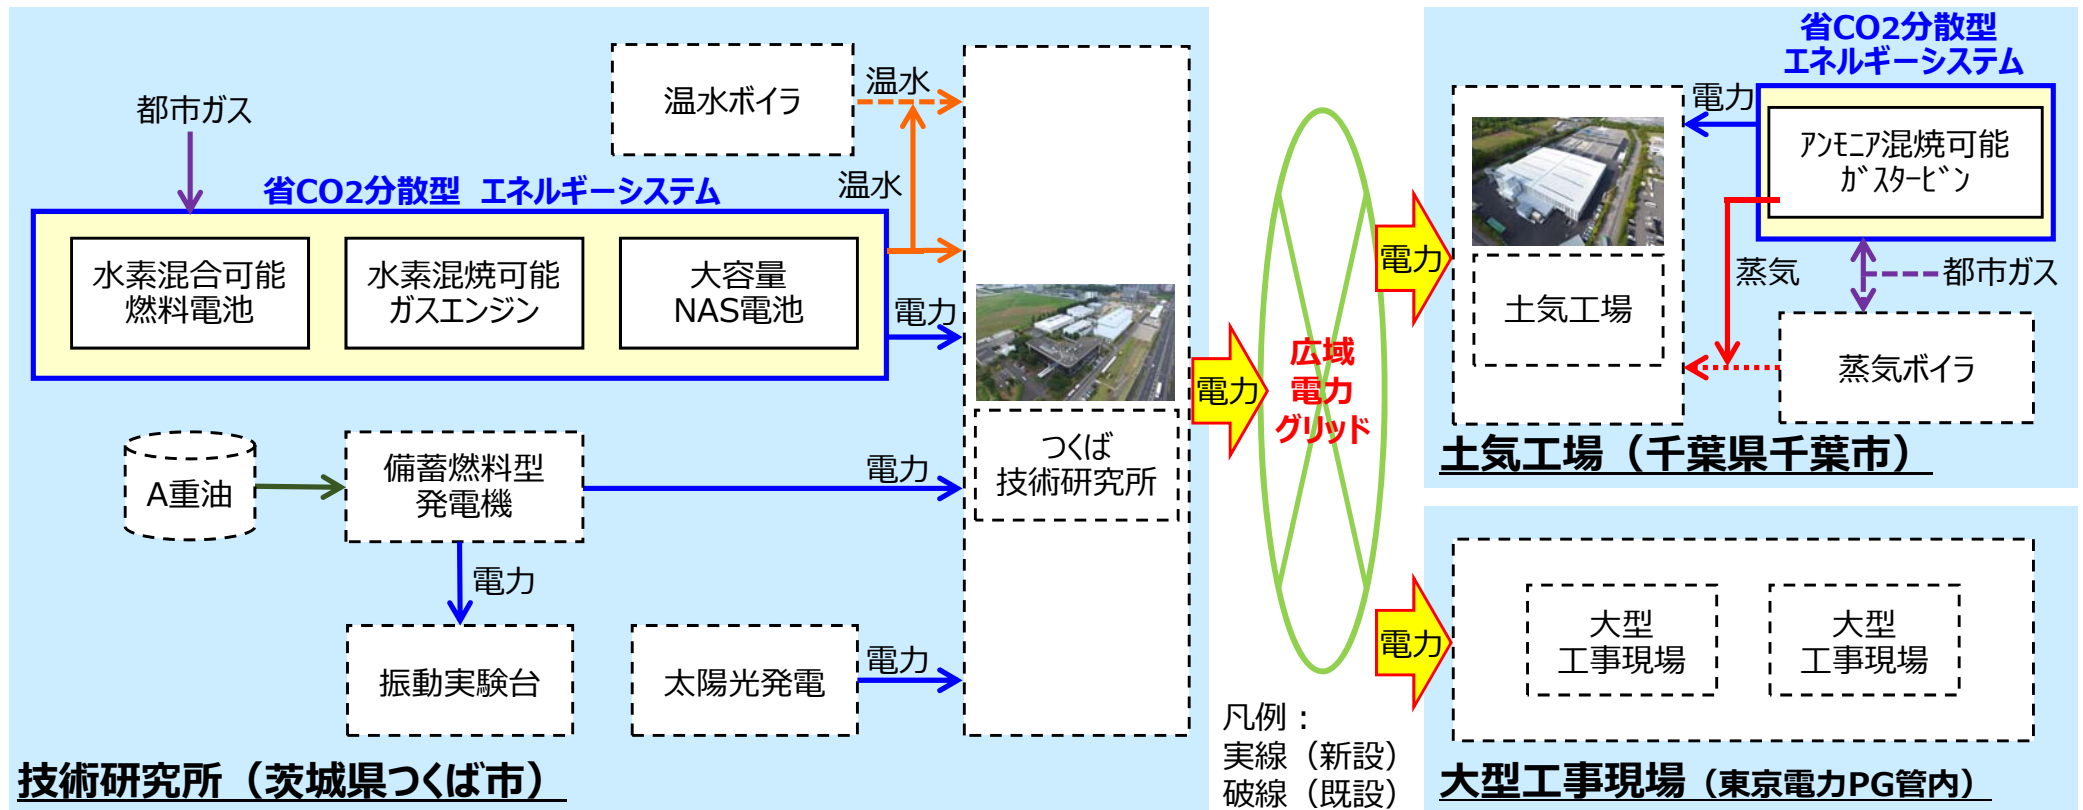 都市ガス
温水ボイラ
温水
温水
省CO2分散型 エネルギーシステム
水素混合可能
燃料電池
水素混焼可能
ガスエンジン
大容量
NAS電池
電力
A重油
備蓄燃料型
発電機
電力
電力
振動実験台
太陽光発電
電力
つくば
技術研究所
技術研究所（茨城県つくば市）
電力
広域
電力
グリッド
電力
電力
凡例：
実線（新設）
破線（既設）
省CO2分散型
エネルギーシステム
電力
ｱﾝﾓﾆｱ混焼可能
ｶﾞｽﾀｰﾋﾞﾝ
蒸気
都市ガス
土気工場
蒸気ボイラ
土気工場（千葉県千葉市）
大型
工事現場
大型
工事現場
大型工事現場（東京電力PG管内）